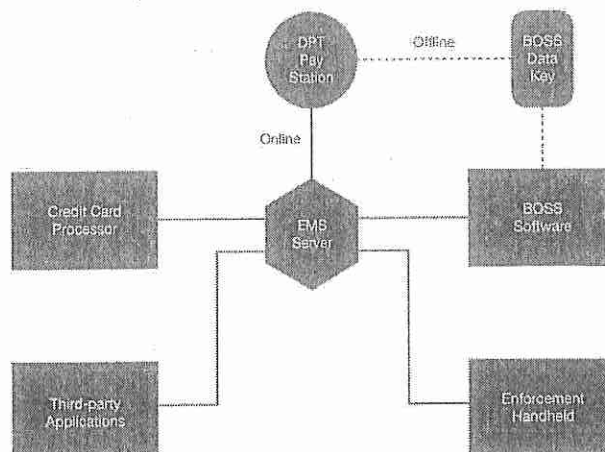 DPT
Pay
Station
Offline
BOSS
Data
Key
Online
Credit Card
Processor
EMS
Server
BOSS
Software
Third-party
Applications
Enforcement
Handheld